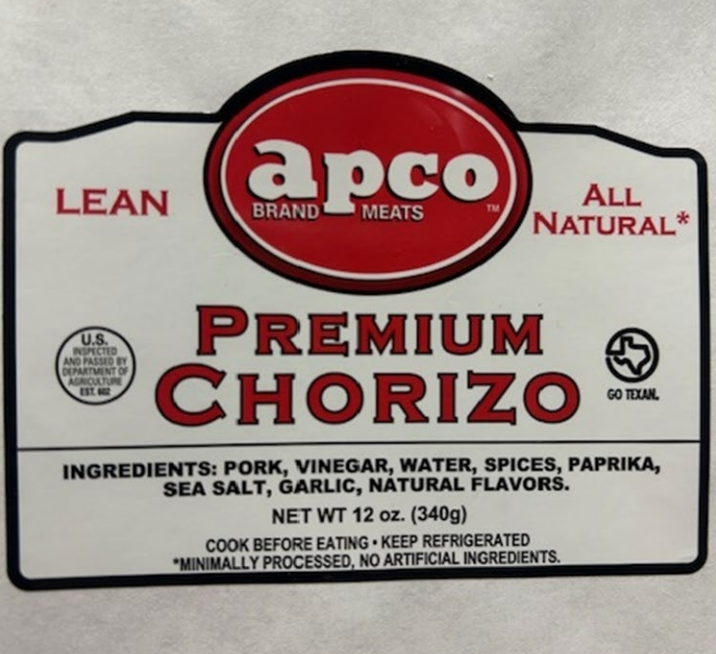 apco
BRAND MEATS ™
LEAN
ALL
NATURAL*
PREMIUM
CHORIZO
U.S.
INSPECTED
AND PASSED BY
DEPARTMENT OF
AGRICULTURE
EST. 602
GO TEXAN.
INGREDIENTS: PORK, VINEGAR, WATER, SPICES, PAPRIKA,
SEA SALT, GARLIC, NATURAL FLAVORS.
NET WT 12 oz. (340g)
COOK BEFORE EATING • KEEP REFRIGERATED
*MINIMALLY PROCESSED, NO ARTIFICIAL INGREDIENTS.